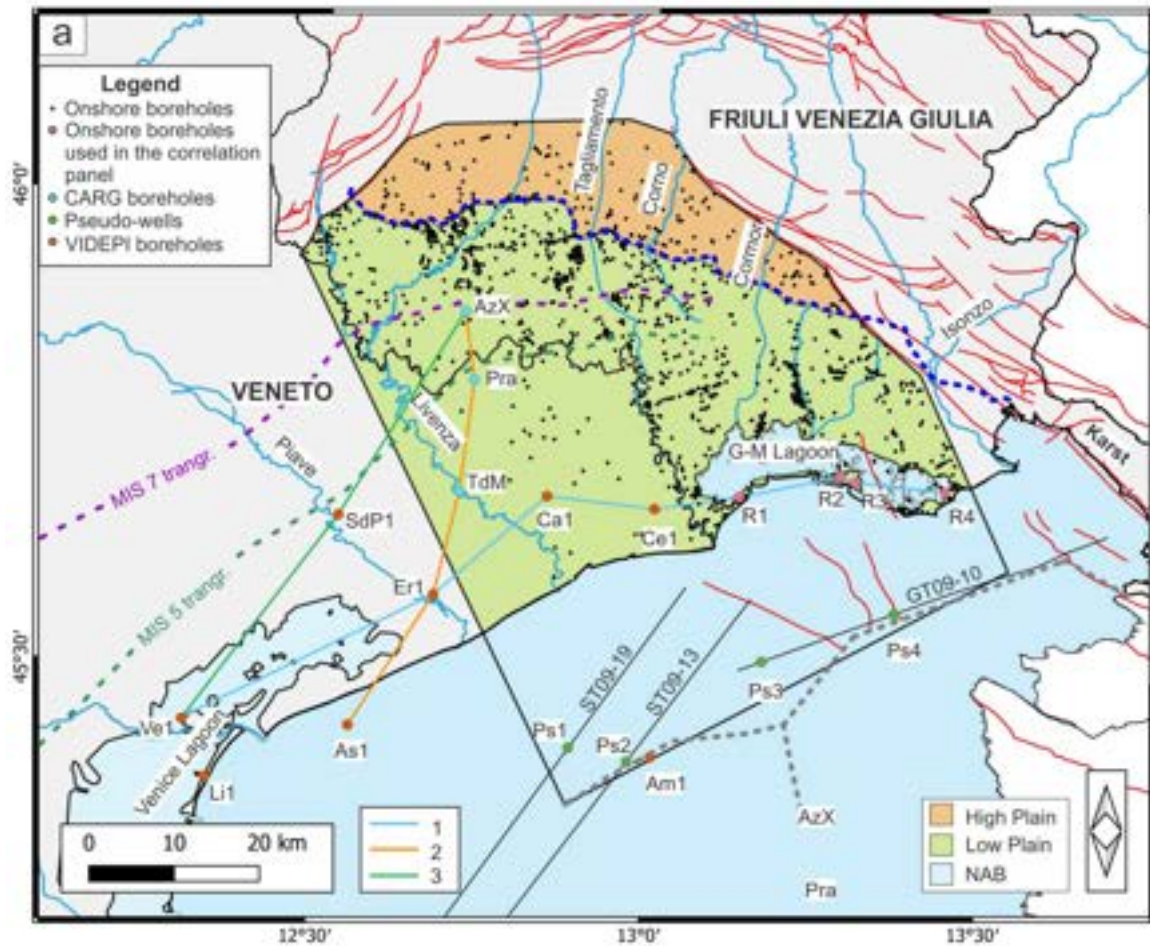 a
Legend
Onshore boreholes
Onshore boreholes
used in the correlation
panel
CARG boreholes
Pseudo-wells
VIDEPI boreholes
FRIULI VENEZIA GIULIA
Tagliamento
Corno
Cormor
Isonzo
46°0'
AzX
Pra
VENETO
Livenza
Piave
MIS 7 trangr.
MIS 5 trangr.
Karst
G-M Lagoon
TdM
SdP1
Ca1
Ce1
R1
R2
R3
R4
Er1
45°30'
GT09-10
ST09-19
ST09-13
Ps4
Ps3
Ps1
Ps2
Am1
Ve1
Venice Lagoon
Li1
As1
AzX
Pra
0 10 20 km
1
2
3
High Plain
Low Plain
NAB
12°30'
13°0'
13°30'